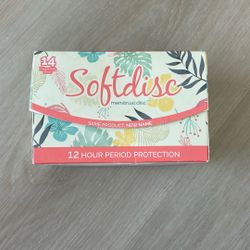 14
Softdisc
menstrual disc
SAME PRODUCT, NEW NAME
12 HOUR PERIOD PROTECTION